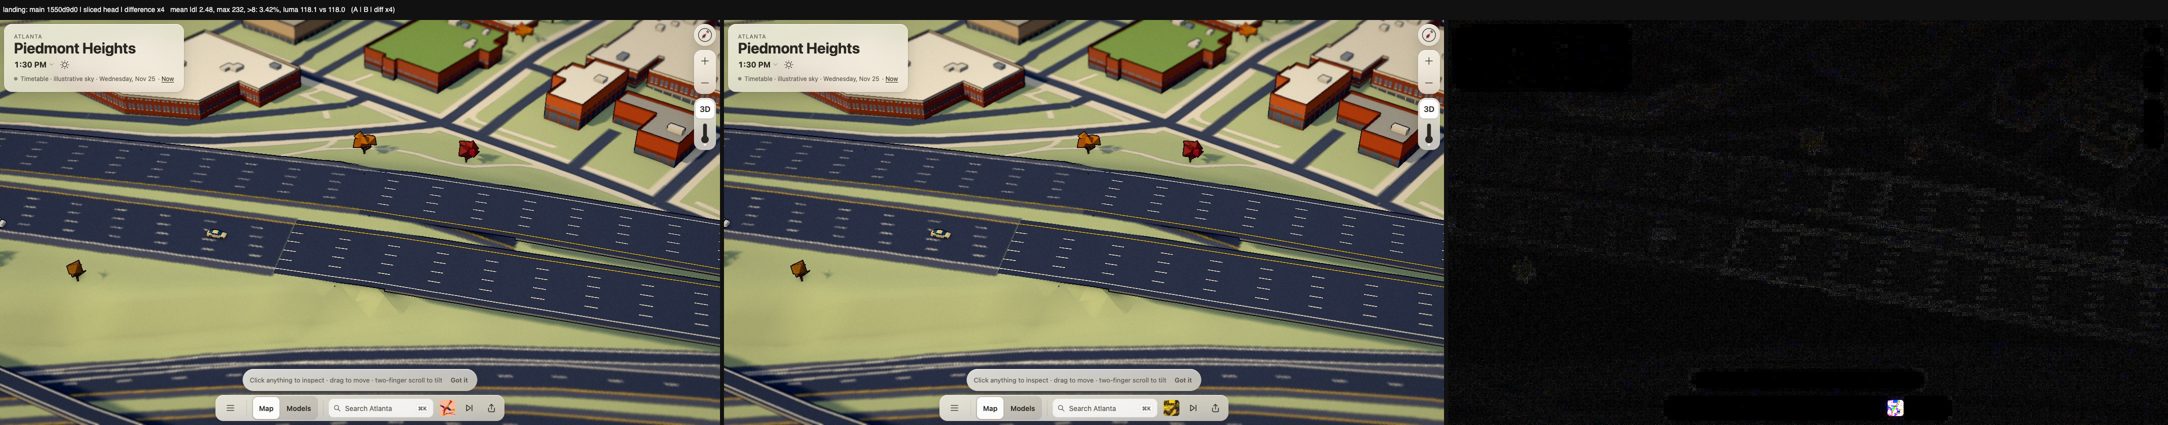 landing: main 1550d9d0 | sliced head | difference x4   mean |d| 2.48, max 232, >8: 3.42%, luma 118.1 vs 118.0   (A | B | diff x4)
ATLANTA
Piedmont Heights
1:30 PM
Timetable · illustrative sky · Wednesday, Nov 25 · Now
3D
Click anything to inspect · drag to move · two-finger scroll to tilt   Got it
Map   Models   Search Atlanta   ⌘K
ATLANTA
Piedmont Heights
1:30 PM
Timetable · illustrative sky · Wednesday, Nov 25 · Now
3D
Click anything to inspect · drag to move · two-finger scroll to tilt   Got it
Map   Models   Search Atlanta   ⌘K